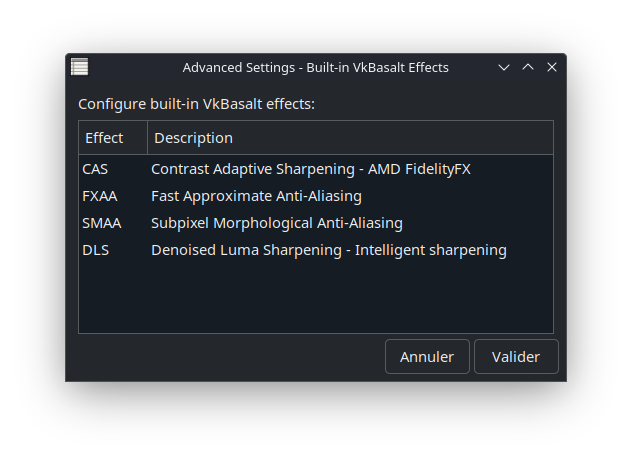 Advanced Settings - Built-in VkBasalt Effects
Configure built-in VkBasalt effects:
Effect Description
CAS Contrast Adaptive Sharpening - AMD FidelityFX
FXAA Fast Approximate Anti-Aliasing
SMAA Subpixel Morphological Anti-Aliasing
DLS Denoised Luma Sharpening - Intelligent sharpening
Annuler Valider